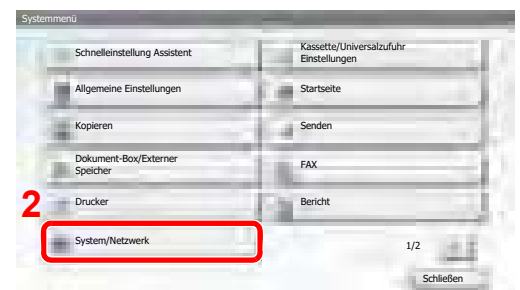 Systemmenü
Schnelleinstellung Assistent
Kassette/Universalzufuhr
Einstellungen
Allgemeine Einstellungen
Startseite
Kopieren
Senden
Dokument-Box/Externer
Speicher
FAX
2
Drucker
Bericht
System/Netzwerk
1/2
Schließen